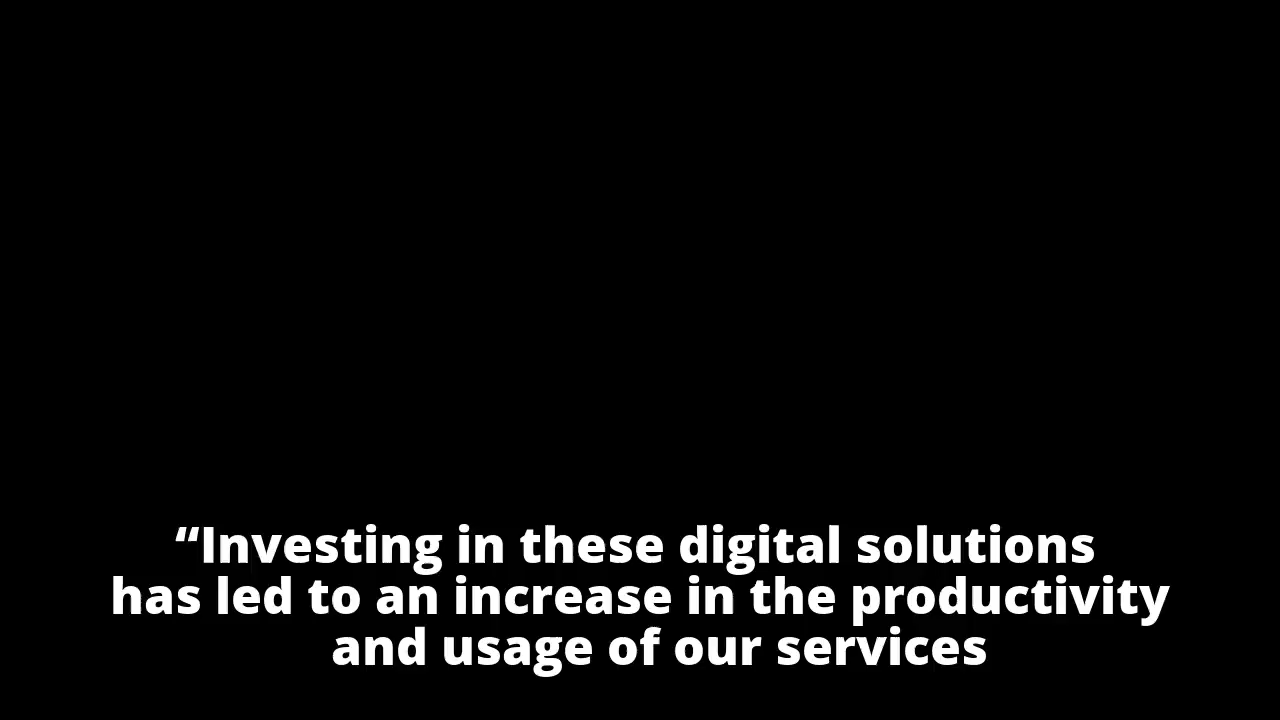 “Investing in these digital solutions
has led to an increase in the productivity
and usage of our services